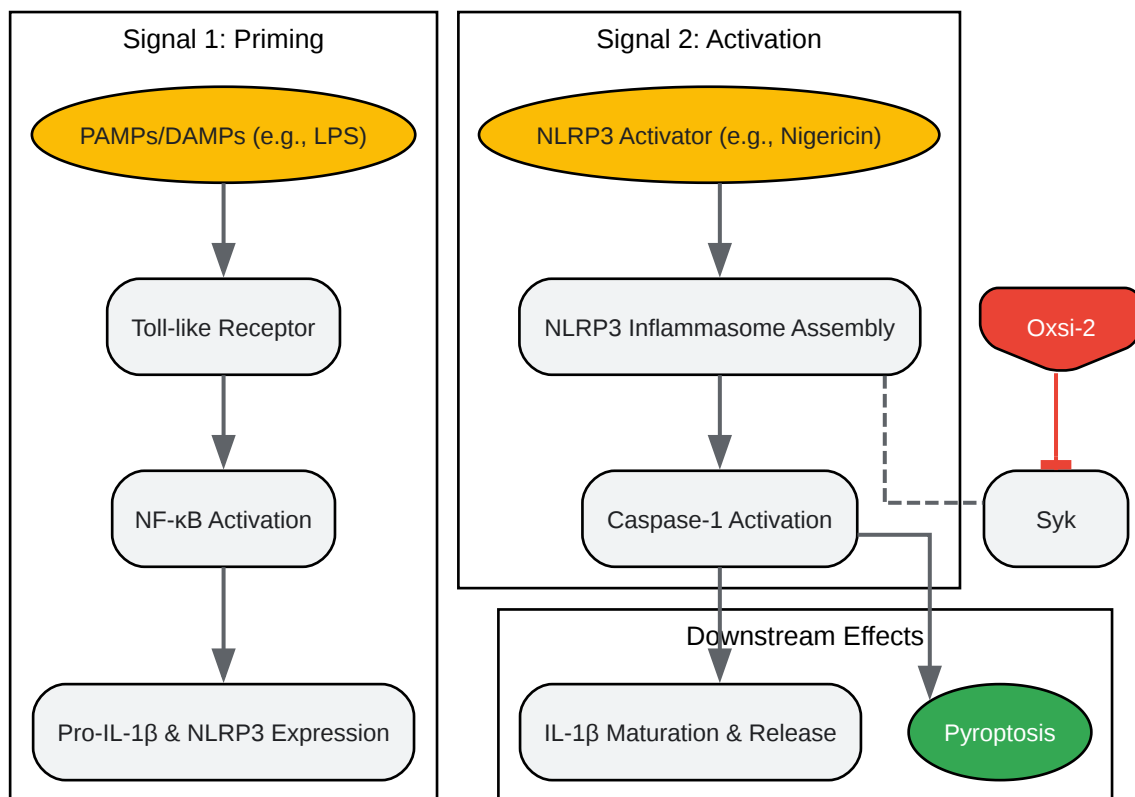 Signal 1: Priming
PAMPs/DAMPs (e.g., LPS)
Toll-like Receptor
NF-κB Activation
Pro-IL-1β & NLRP3 Expression
Signal 2: Activation
NLRP3 Activator (e.g., Nigericin)
NLRP3 Inflammasome Assembly
Caspase-1 Activation
Oxsi-2
Syk
Downstream Effects
IL-1β Maturation & Release
Pyroptosis